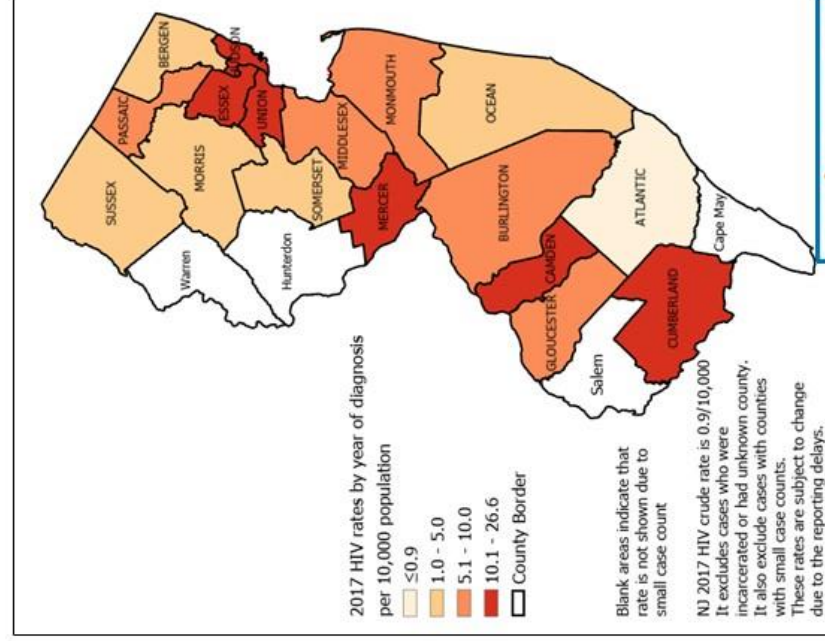 SUSSEX
PASSAIC
BERGEN
Warren
MORRIS
ESSEX
HUDSON
UNION
Hunterdon
SOMERSET
MIDDLESEX
MERCER
MONMOUTH
OCEAN
BURLINGTON
CAMDEN
GLOUCESTER
ATLANTIC
Salem
CUMBERLAND
Cape May
2017 HIV rates by year of diagnosis
per 10,000 population
≤0.9
1.0 - 5.0
5.1 - 10.0
10.1 - 26.6
County Border
Blank areas indicate that
rate is not shown due to
small case count
NJ 2017 HIV crude rate is 0.9/10,000
It excludes cases who were
incarcerated or had unknown county.
It also exclude cases with counties
with small case counts.
These rates are subject to change
due to the reporting delays.